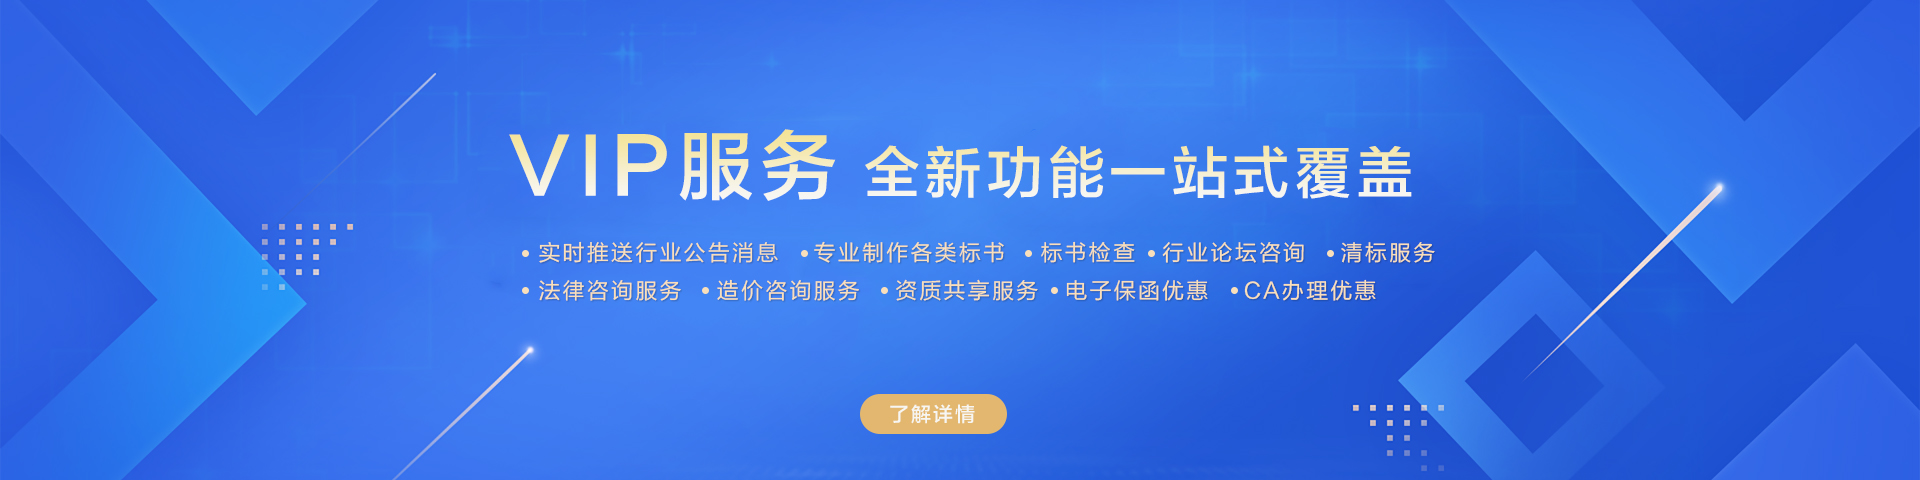 VIP服务 全新功能一站式覆盖
•实时推送行业公告消息 •专业制作各类标书 •标书检查 •行业论坛咨询 •清标服务
•法律咨询服务 •造价咨询服务 •资质共享服务 •电子保函优惠 •CA办理优惠
了解详情